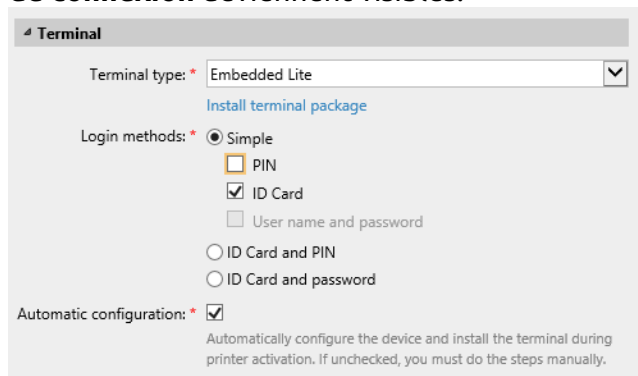 Terminal
Terminal type: * Embedded Lite
Install terminal package
Login methods: * Simple
PIN
ID Card
User name and password
ID Card and PIN
ID Card and password
Automatic configuration: *
Automatically configure the device and install the terminal during
printer activation. If unchecked, you must do the steps manually.